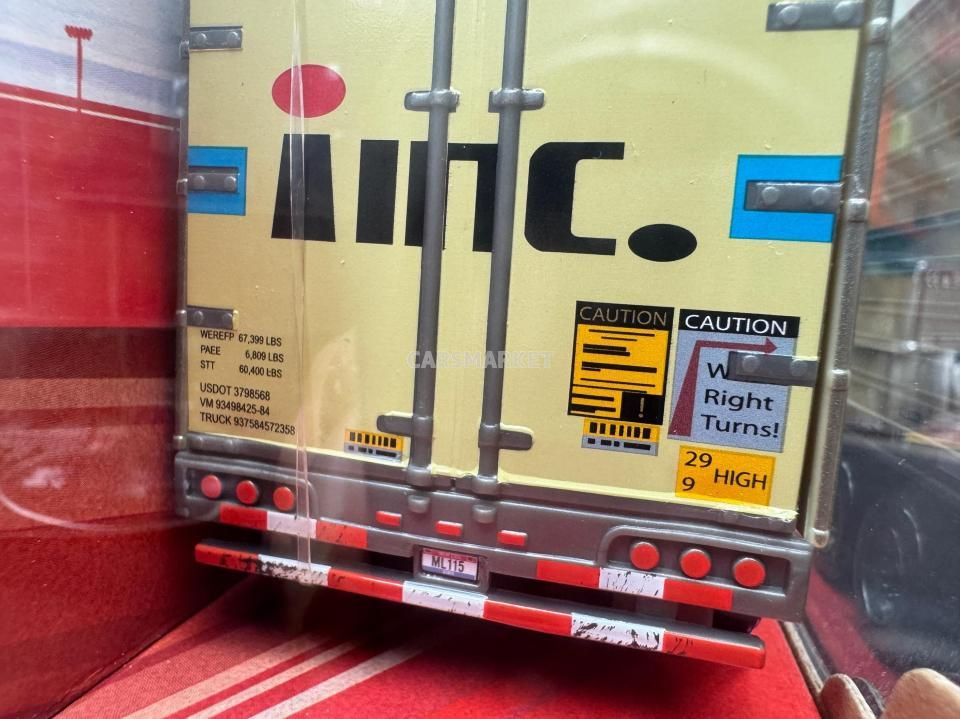 inc.
WEREFP 67,399 LBS
PAEE 6,809 LBS
STT 60,400 LBS
USDOT 3798568
VM 93498425-84
TRUCK 937584572358
CAUTION
CAUTION
Right
Turns!
29
9 HIGH
ML115
CARSMARKET